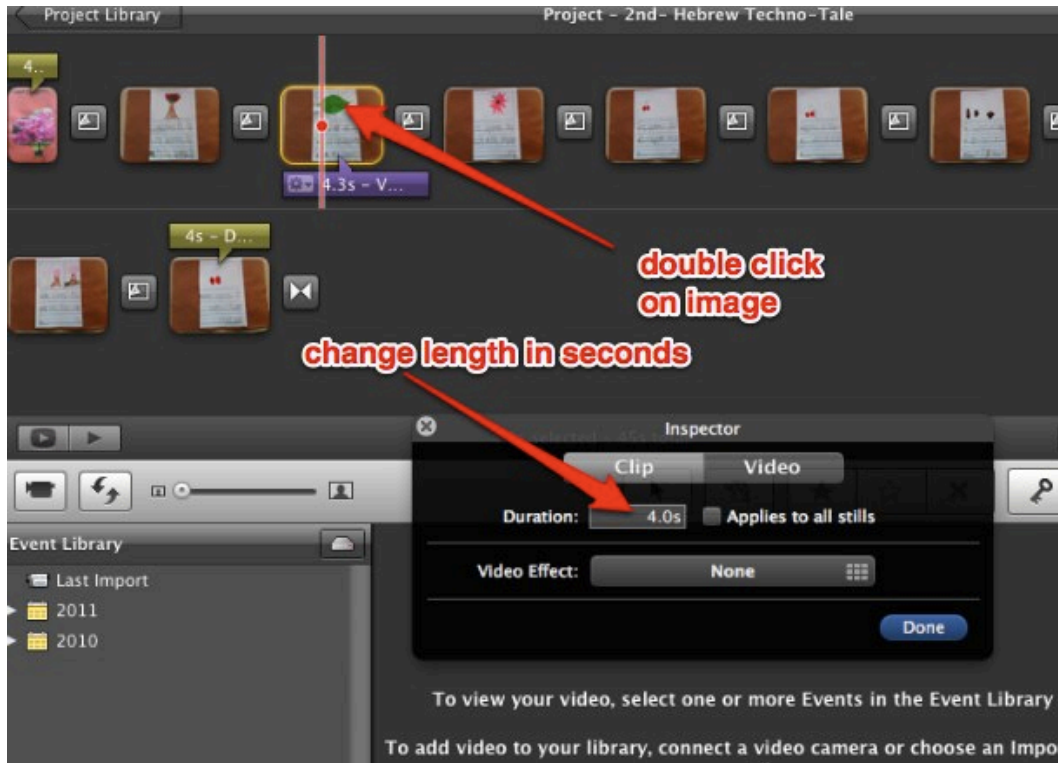 Project Library
Project - 2nd- Hebrew Techno-Tale
4..
4.3s - V...
4s - D...
double click
on image
change length in seconds
Inspector
Clip Video
Duration: 4.0s Applies to all stills
Video Effect: None
Done
Event Library
Last Import
2011
2010
To view your video, select one or more Events in the Event Library
To add video to your library, connect a video camera or choose an Impo